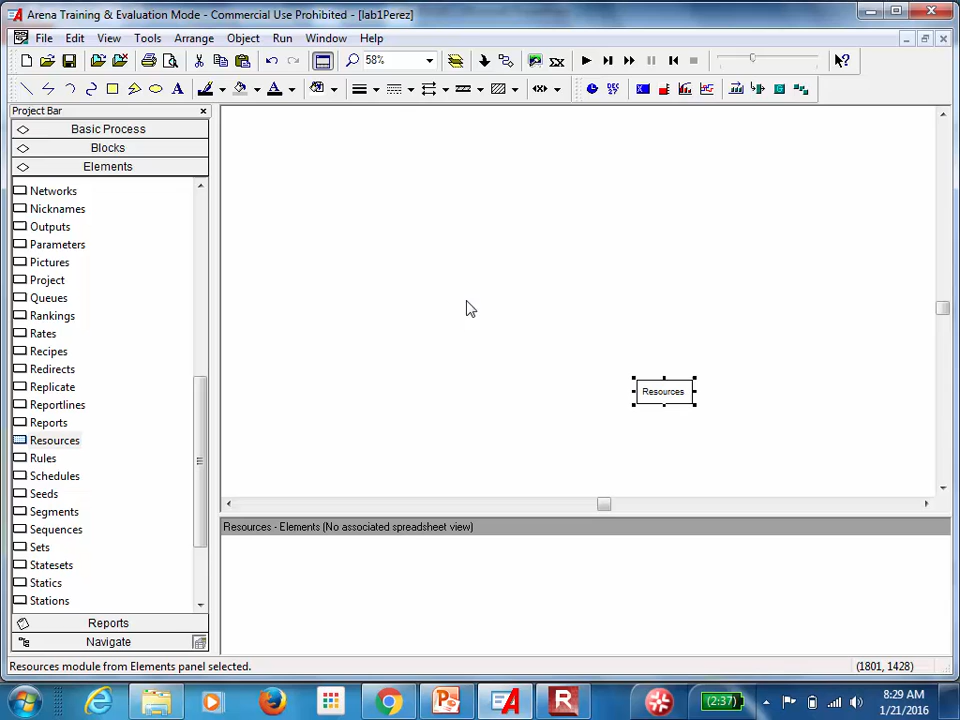 Arena Training & Evaluation Mode - Commercial Use Prohibited - [lab1Perez]
File Edit View Tools Arrange Object Run Window Help
58%
Project Bar
Basic Process
Blocks
Elements
Networks
Nicknames
Outputs
Parameters
Pictures
Project
Queues
Rankings
Rates
Recipes
Redirects
Replicate
Reportlines
Reports
Resources
Rules
Schedules
Seeds
Segments
Sequences
Sets
Statesets
Statics
Stations
Reports
Navigate
Resources
Resources - Elements (No associated spreadsheet view)
Resources module from Elements panel selected.
(1801, 1428)
(2:37)
8:29 AM
1/21/2016